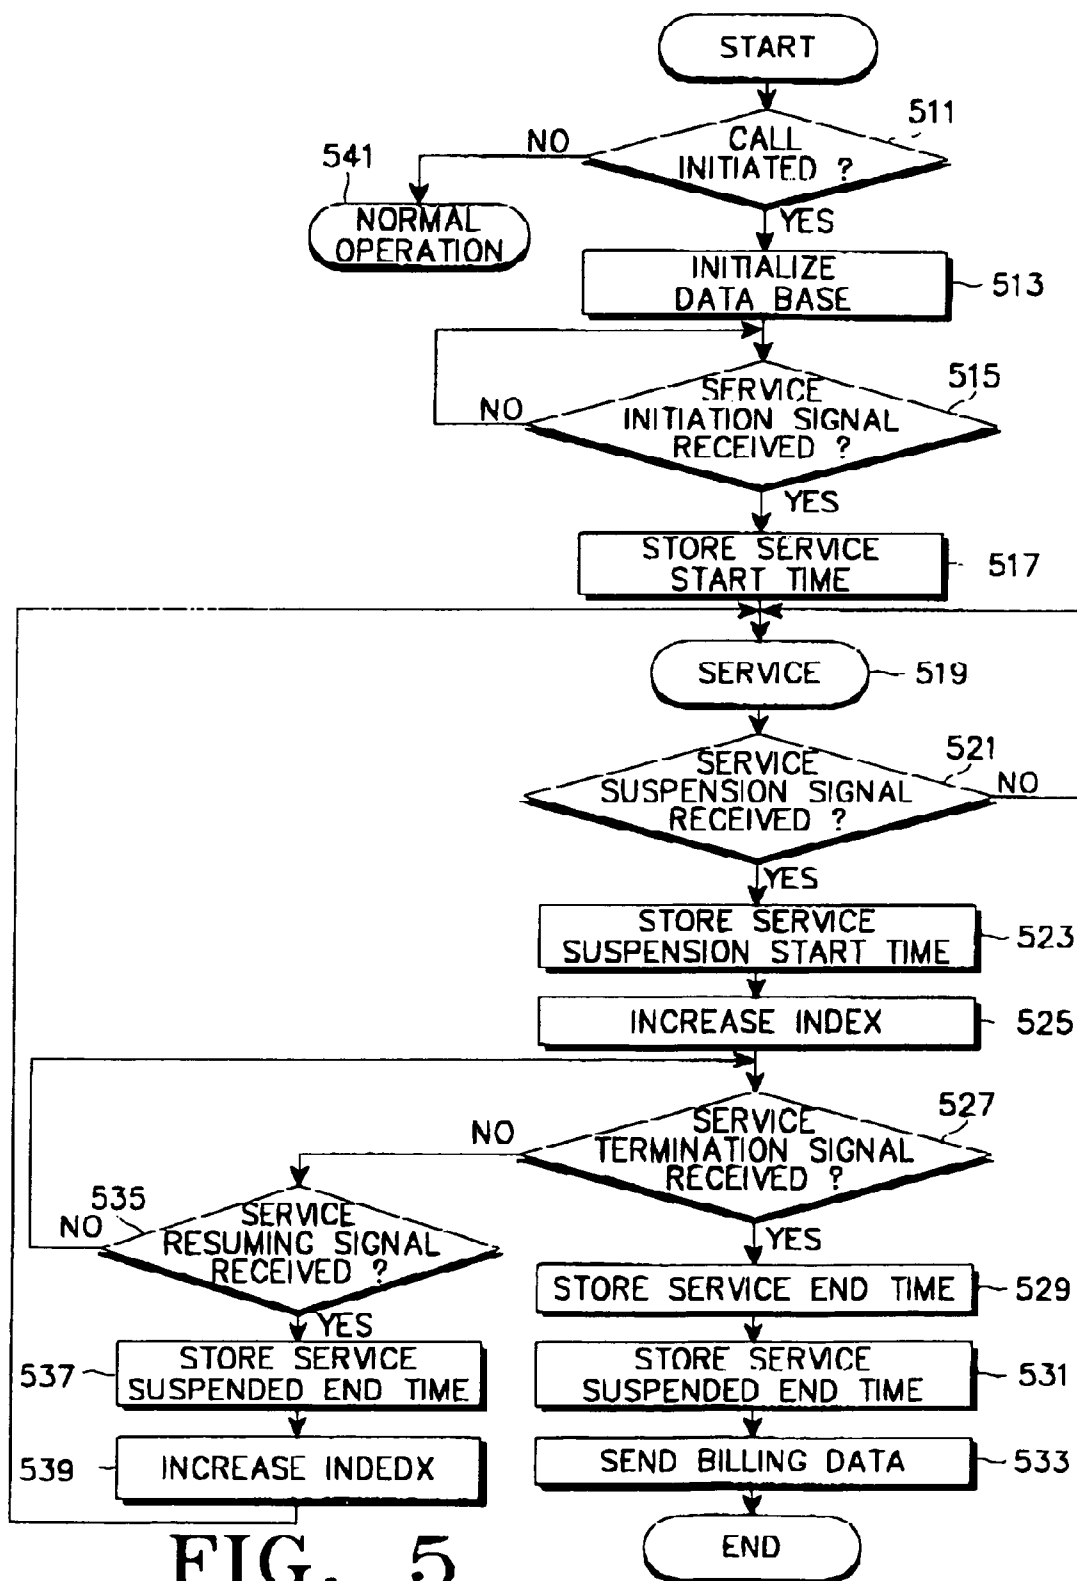 START
511
CALL
INITIATED ?
NO
541
NORMAL
OPERATION
YES
INITIALIZE
DATA BASE
513
515
SERVICE
INITIATION SIGNAL
RECEIVED ?
NO
YES
STORE SERVICE
START TIME
517
SERVICE
519
521
SERVICE
SUSPENSION SIGNAL
RECEIVED ?
NO
YES
STORE SERVICE
SUSPENSION START TIME
523
INCREASE INDEX
525
527
SERVICE
TERMINATION SIGNAL
RECEIVED ?
NO
535
SERVICE
RESUMING SIGNAL
RECEIVED ?
NO
YES
STORE SERVICE END TIME
529
YES
STORE SERVICE
SUSPENDED END TIME
537
STORE SERVICE
SUSPENDED END TIME
531
539
INCREASE INDEDX
SEND BILLING DATA
533
END
FIG. 5